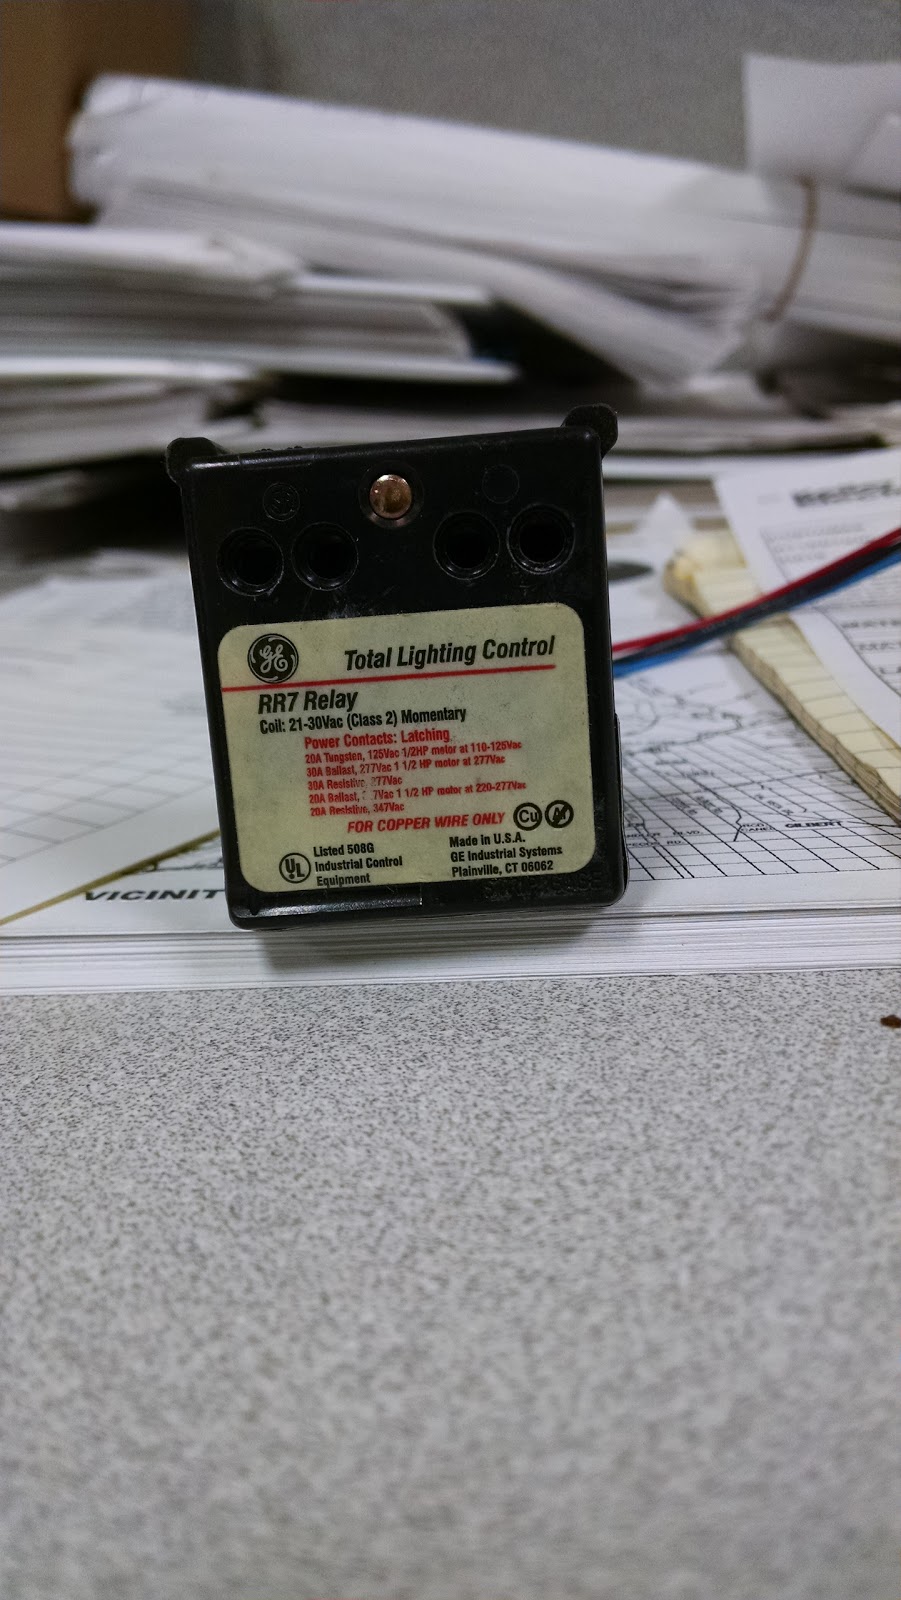 GE
Total Lighting Control
RR7 Relay
Coil: 21-30Vac (Class 2) Momentary
Power Contacts: Latching
20A Tungsten, 125Vac 1/2HP motor at 110-125Vac
30A Ballast, 277Vac 1 1/2 HP motor at 277Vac
30A Resistive, 277Vac
20A Ballast, 7Vac 1 1/2 HP motor at 220-277Vac
20A Resistive, 347Vac
FOR COPPER WIRE ONLY Cu
UL
Listed 508G
Industrial Control
Equipment
Made in U.S.A.
GE Industrial Systems
Plainville, CT 06062
VICINIT
GILBERT